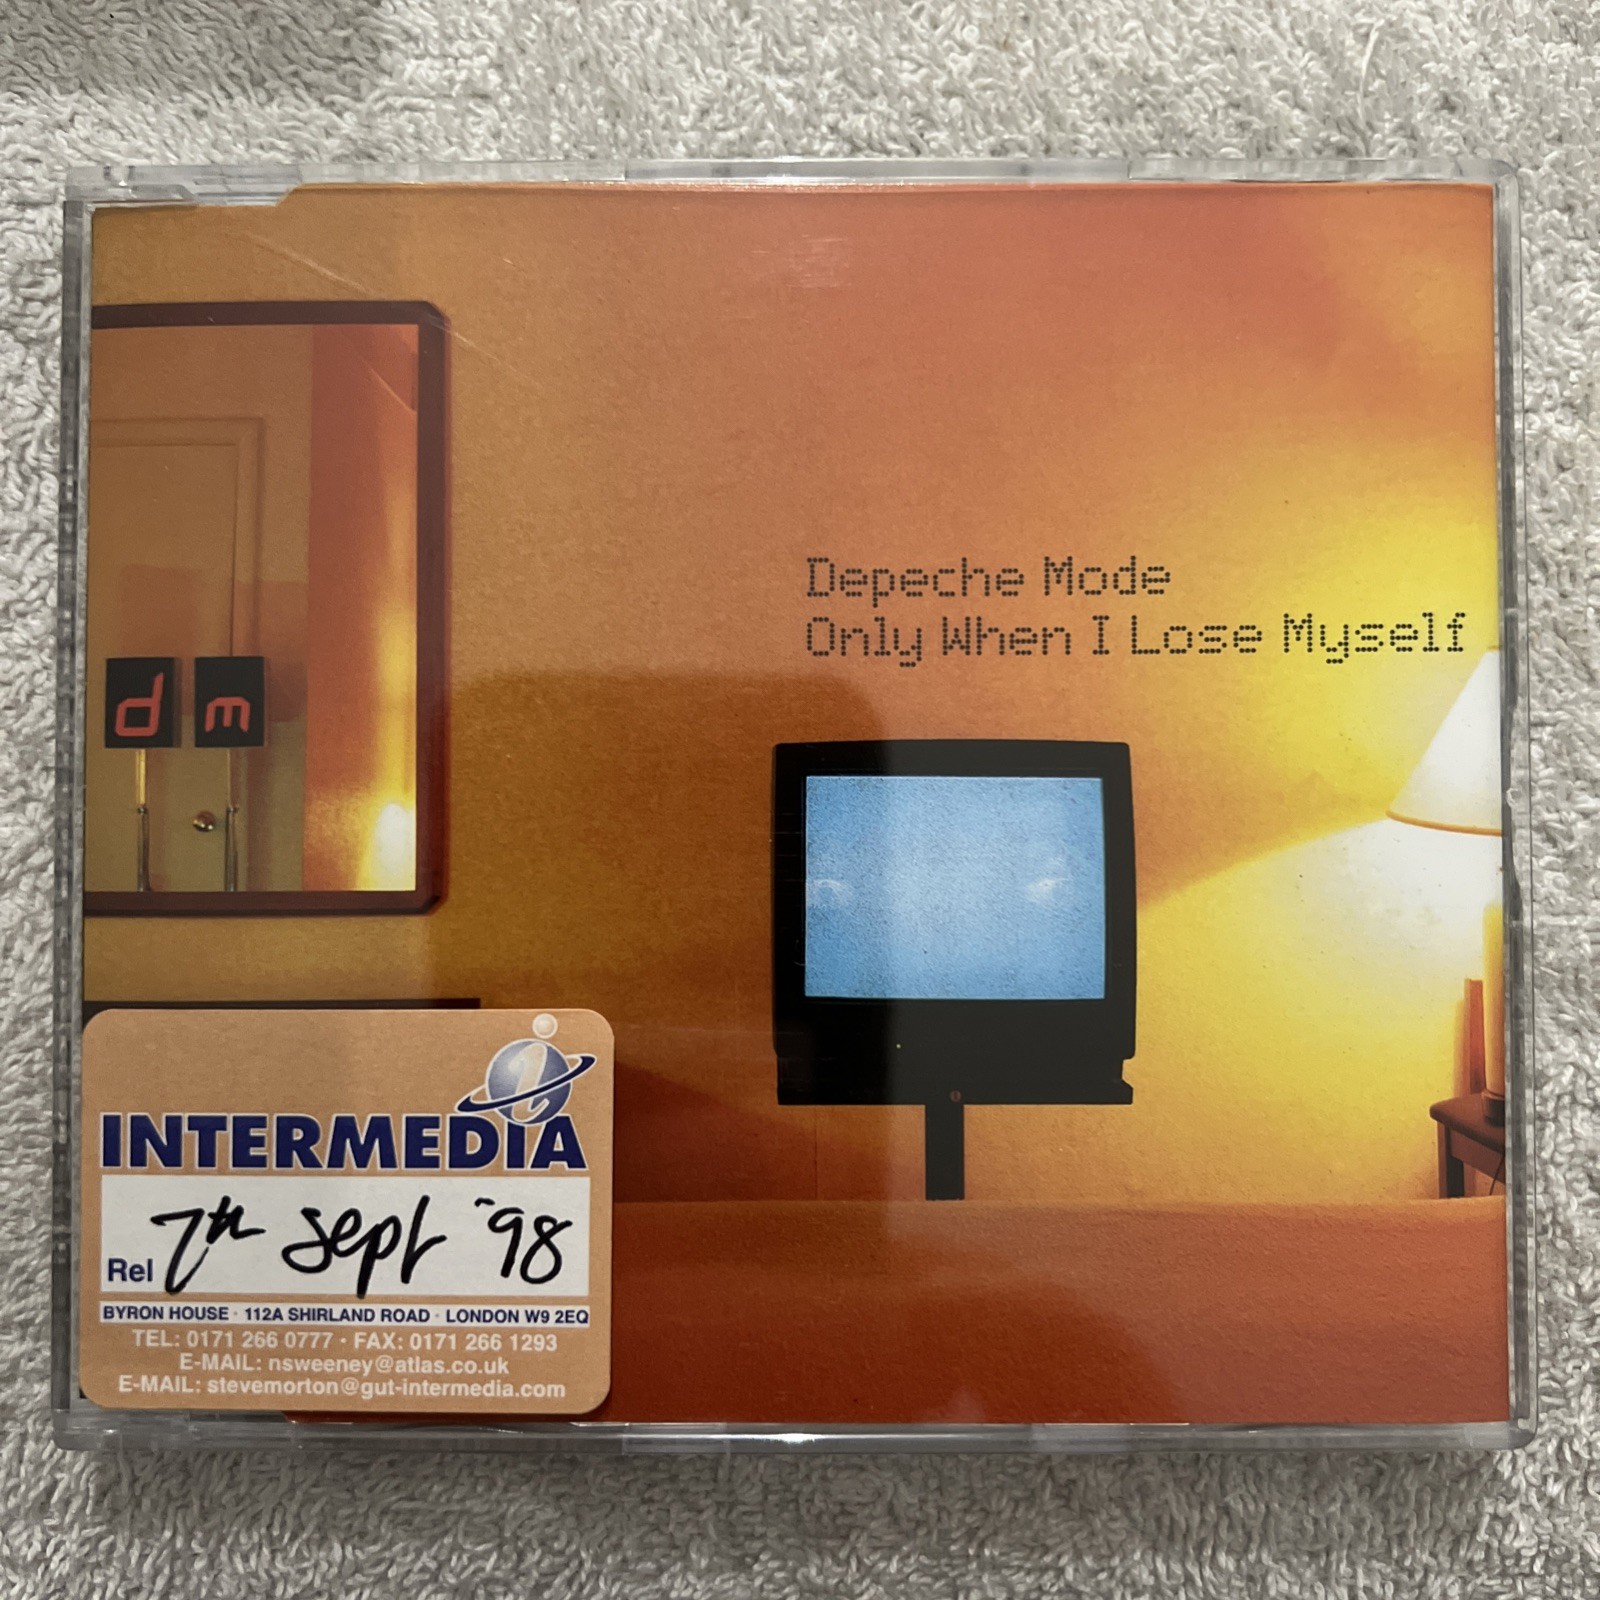 Depeche Mode
Only When I Lose Myself
d m
i
INTERMEDIA
Rel 7th Sept '98
BYRON HOUSE · 112A SHIRLAND ROAD · LONDON W9 2EQ
TEL: 0171 266 0777 · FAX: 0171 266 1293
E-MAIL: nsweeney@atlas.co.uk
E-MAIL: stevemorton@gut-intermedia.com